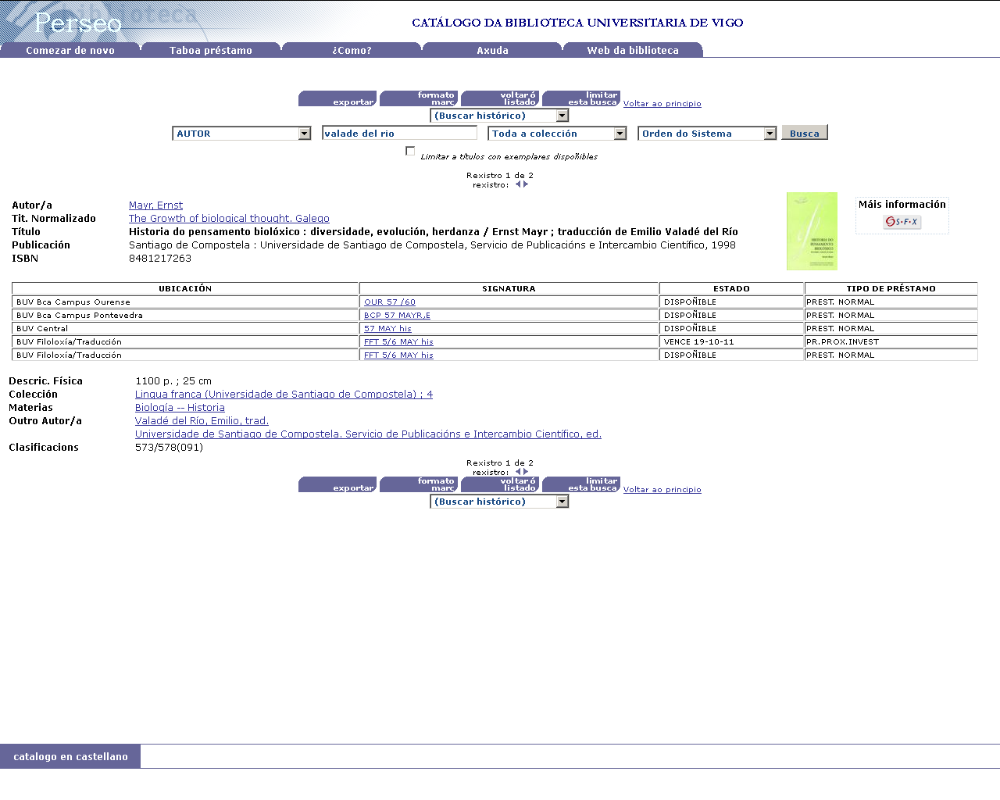 biblioteca
Perseo
CATÁLOGO DA BIBLIOTECA UNIVERSITARIA DE VIGO
Comezar de novo Taboa préstamo ¿Como? Axuda Web da biblioteca
exportar formato marc voltar ó listado limitar esta busca Voltar ao principio
(Buscar histórico)
AUTOR valade del rio Toda a colección Orden do Sistema Busca
Limitar a títulos con exemplares dispoñibles
Rexistro 1 de 2
rexistro:
Autor/a Mayr, Ernst
Tit. Normalizado The Growth of biological thought. Galego
Título Historia do pensamento biolóxico : diversidade, evolución, herdanza / Ernst Mayr ; traducción de Emilio Valadé del Río
Publicación Santiago de Compostela : Universidade de Santiago de Compostela, Servicio de Publicacións e Intercambio Científico, 1998
ISBN 8481217263
HISTORIA DO
PENSAMENTO
BIOLÓXICO
Máis información
S·F·X
UBICACIÓN SIGNATURA ESTADO TIPO DE PRÉSTAMO
BUV Bca Campus Ourense OUR 57 /60 DISPOÑIBLE PREST. NORMAL
BUV Bca Campus Pontevedra BCP 57 MAYR,E DISPOÑIBLE PREST. NORMAL
BUV Central 57 MAY his DISPOÑIBLE PREST. NORMAL
BUV Filoloxía/Traducción FFT 5/6 MAY his VENCE 19-10-11 PR.PROX.INVEST
BUV Filoloxía/Traducción FFT 5/6 MAY his DISPOÑIBLE PREST. NORMAL
Descric. Física 1100 p. ; 25 cm
Colección Lingua franca (Universidade de Santiago de Compostela) ; 4
Materias Biología -- Historia
Outro Autor/a Valadé del Río, Emilio, trad.
Universidade de Santiago de Compostela. Servicio de Publicacións e Intercambio Científico, ed.
Clasificacions 573/578(091)
Rexistro 1 de 2
rexistro:
exportar formato marc voltar ó listado limitar esta busca Voltar ao principio
(Buscar histórico)
catalogo en castellano